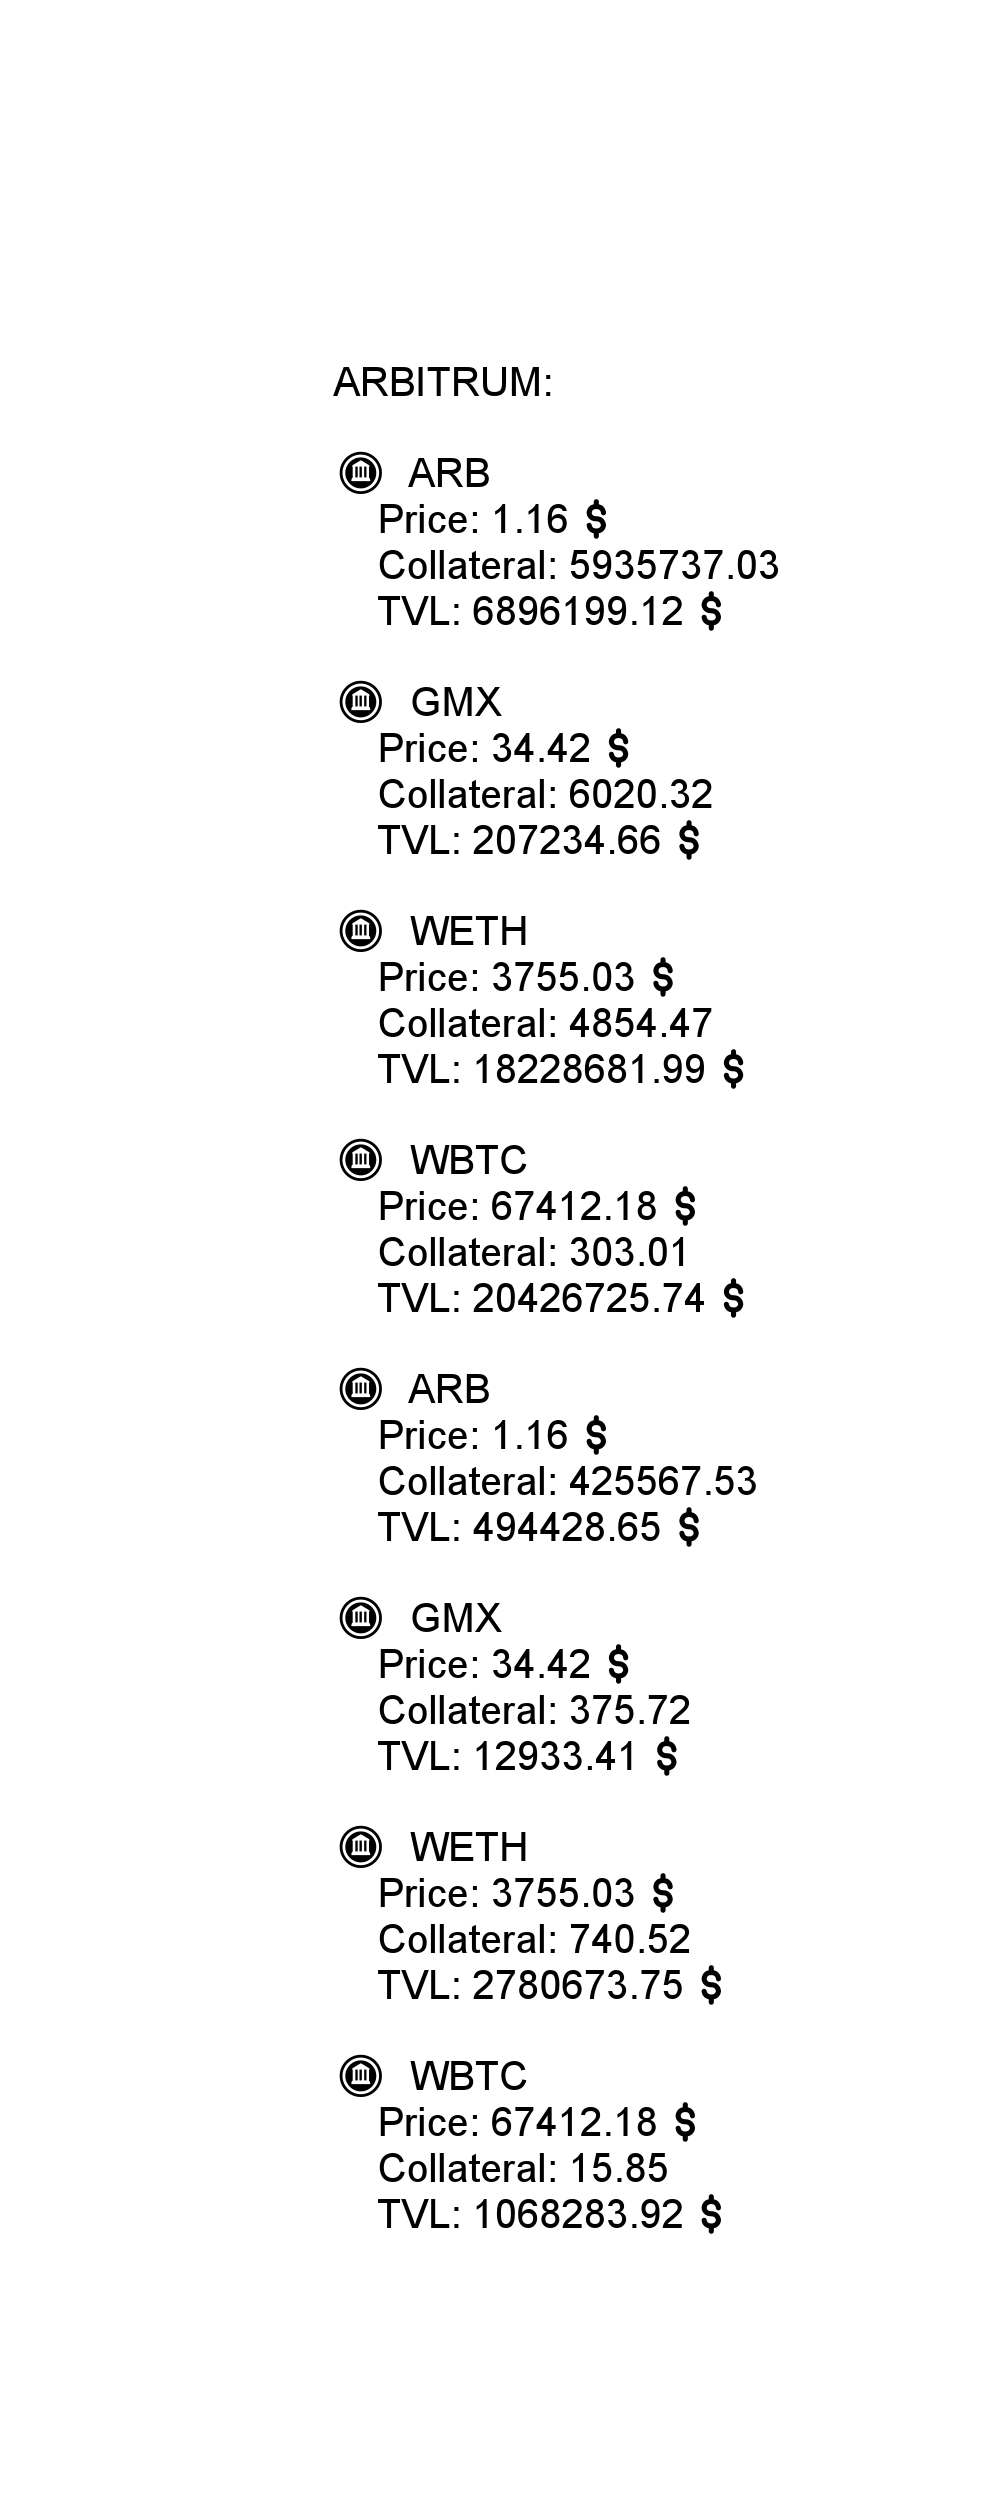 ARBITRUM:
ARB
Price: 1.16 $
Collateral: 5935737.03
TVL: 6896199.12 $
GMX
Price: 34.42 $
Collateral: 6020.32
TVL: 207234.66 $
WETH
Price: 3755.03 $
Collateral: 4854.47
TVL: 18228681.99 $
WBTC
Price: 67412.18 $
Collateral: 303.01
TVL: 20426725.74 $
ARB
Price: 1.16 $
Collateral: 425567.53
TVL: 494428.65 $
GMX
Price: 34.42 $
Collateral: 375.72
TVL: 12933.41 $
WETH
Price: 3755.03 $
Collateral: 740.52
TVL: 2780673.75 $
WBTC
Price: 67412.18 $
Collateral: 15.85
TVL: 1068283.92 $